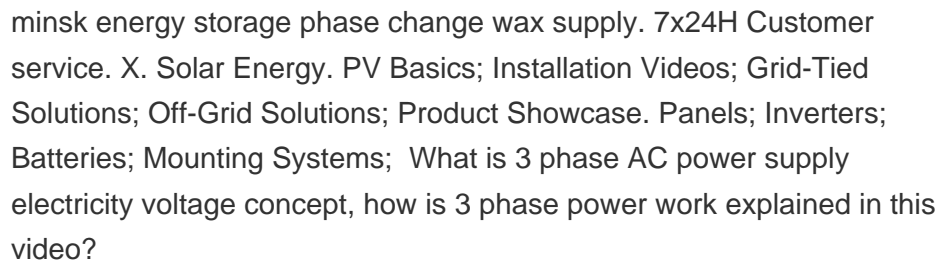 minsk energy storage phase change wax supply. 7x24H Customer
service. X. Solar Energy. PV Basics; Installation Videos; Grid-Tied
Solutions; Off-Grid Solutions; Product Showcase. Panels; Inverters;
Batteries; Mounting Systems; What is 3 phase AC power supply
electricity voltage concept, how is 3 phase power work explained in this
video?